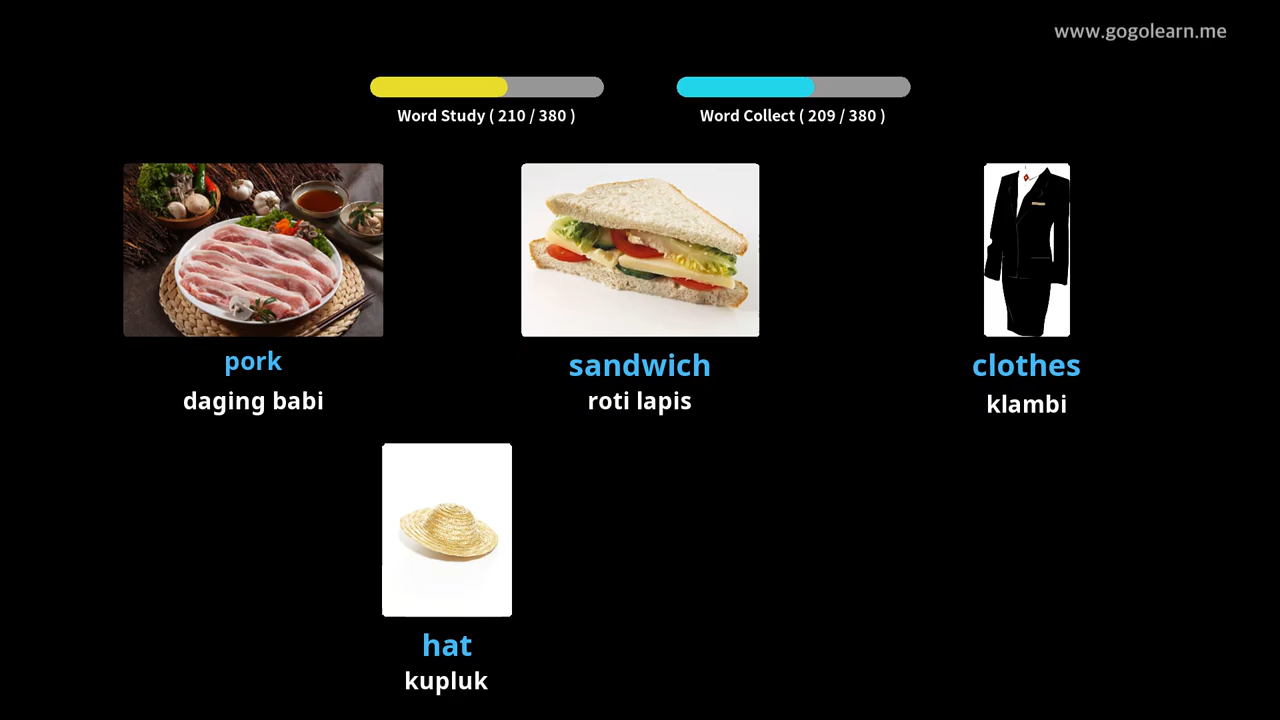 www.gogolearn.me
Word Study ( 210 / 380 )
Word Collect ( 209 / 380 )
pork
daging babi
sandwich
roti lapis
clothes
klambi
hat
kupluk